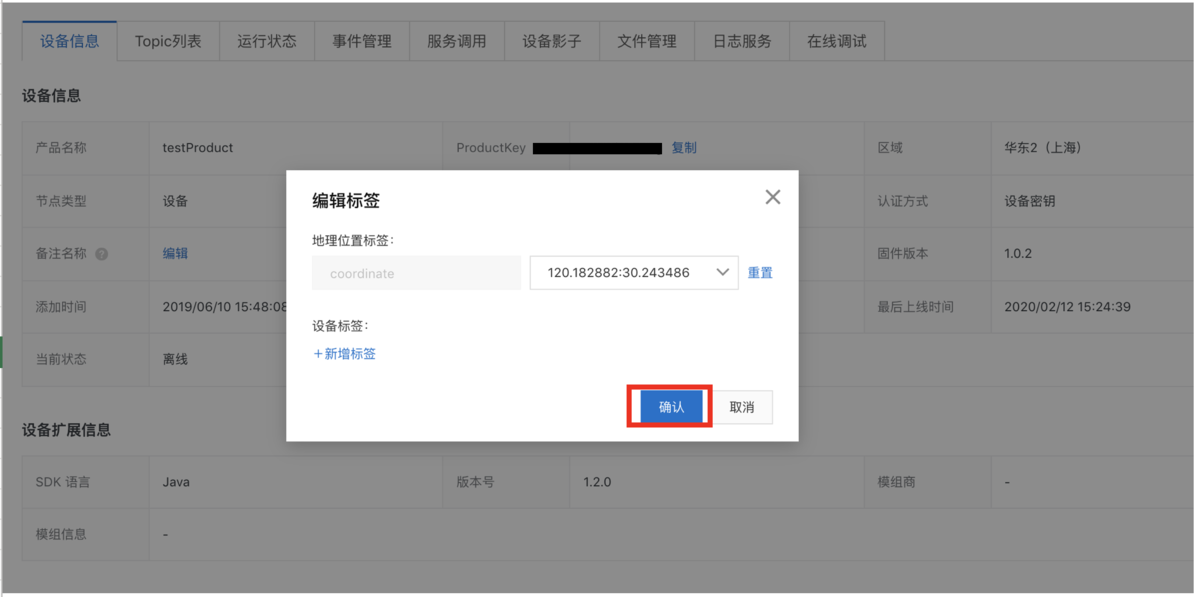 设备信息 Topic列表 运行状态 事件管理 服务调用 设备影子 文件管理 日志服务 在线调试
设备信息
产品名称 testProduct ProductKey 复制 区域 华东2（上海）
节点类型 设备 认证方式 设备密钥
备注名称 ? 编辑 固件版本 1.0.2
添加时间 2019/06/10 15:48:08 最后上线时间 2020/02/12 15:24:39
当前状态 离线
编辑标签
地理位置标签：
coordinate 120.182882:30.243486 重置
设备标签：
+新增标签
确认 取消
设备扩展信息
SDK 语言 Java 版本号 1.2.0 模组商 -
模组信息 -